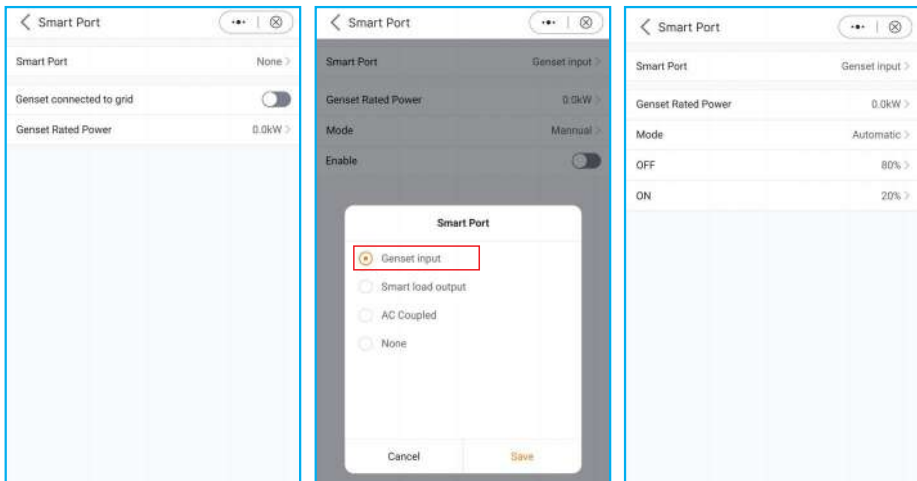 Smart Port
Smart Port None
Genset connected to grid
Genset Rated Power 0.0kW
Smart Port
Smart Port Genset input
Genset Rated Power 0.0kW
Mode Mannual
Enable
Smart Port
Genset input
Smart load output
AC Coupled
None
Cancel Save
Smart Port
Smart Port Genset input
Genset Rated Power 0.0kW
Mode Automatic
OFF 80%
ON 20%